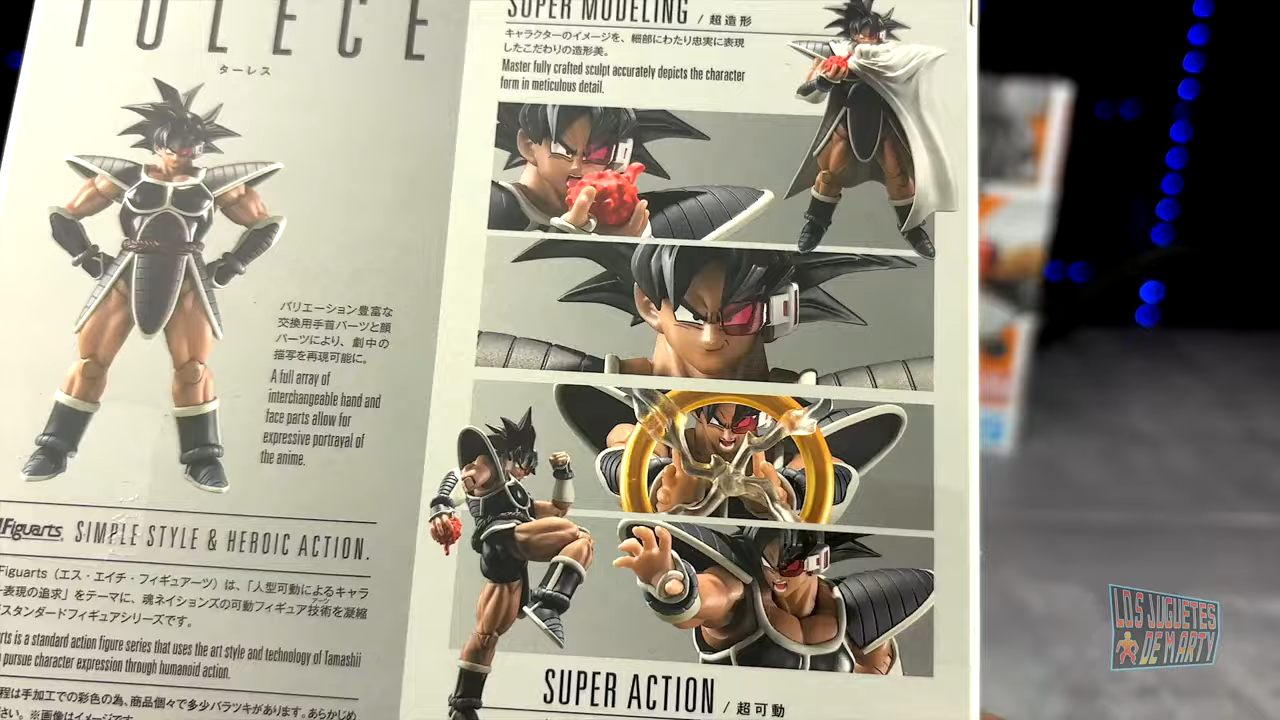 TULECE
ターレス
バリエーション豊富な
交換用手首パーツと顔
パーツにより、劇中の
描写を再現可能に。
A full array of
interchangeable hand and
face parts allow for
expressive portrayal of
the anime.
Figuarts SIMPLE STYLE & HEROIC ACTION.
Figuarts（エス・エイチ・フィギュアーツ）は、「人型可動によるキャラ
表現の追求」をテーマに、魂ネイションズの可動フィギュア技術を凝縮
アーツ
スタンダードフィギュアシリーズです。
rts is a standard action figure series that uses the art style and technology of Tamashii
pursue character expression through humanoid action.
程は手加工での彩色の為、商品個々で多少バラツキがあります。あらかじめ
さい。※画像はイメージです。
SUPER MODELING / 超造形
キャラクターのイメージを、細部にわたり忠実に表現
したこだわりの造形美。
Master fully crafted sculpt accurately depicts the character
form in meticulous detail.
SUPER ACTION / 超可動
LOS JUGUETES
DE MARTY